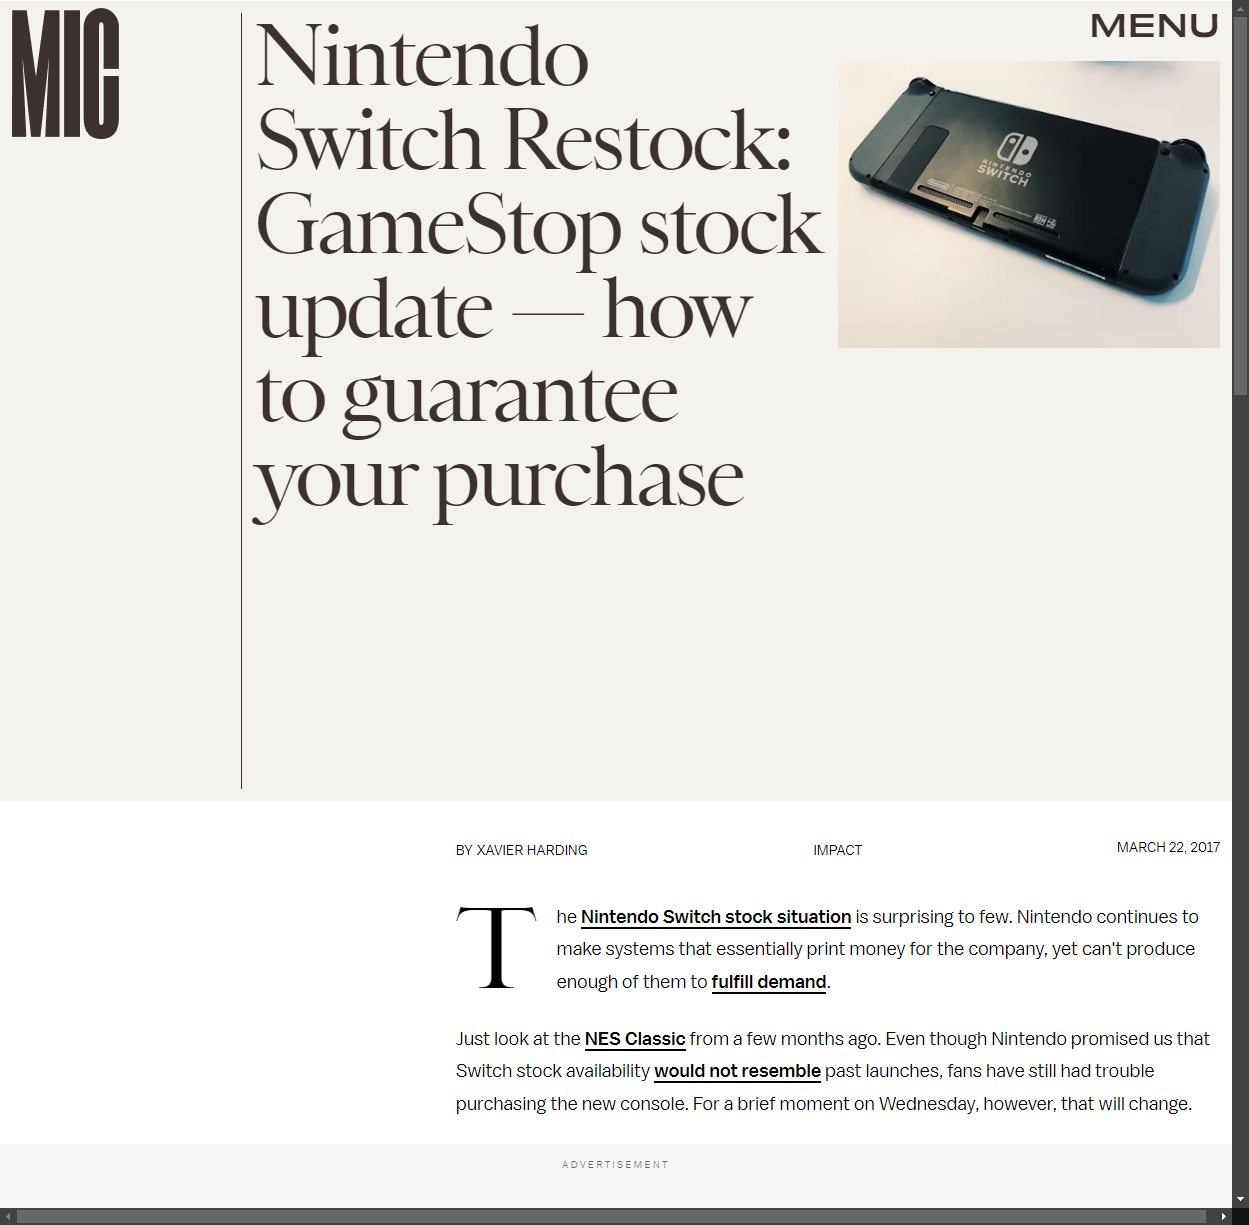 MIC
MENU
Nintendo
Switch Restock:
GameStop stock
update — how
to guarantee
your purchase
NINTENDO
SWITCH
BY XAVIER HARDING
IMPACT
MARCH 22, 2017
The Nintendo Switch stock situation is surprising to few. Nintendo continues to
make systems that essentially print money for the company, yet can't produce
enough of them to fulfill demand.
Just look at the NES Classic from a few months ago. Even though Nintendo promised us that
Switch stock availability would not resemble past launches, fans have still had trouble
purchasing the new console. For a brief moment on Wednesday, however, that will change.
ADVERTISEMENT